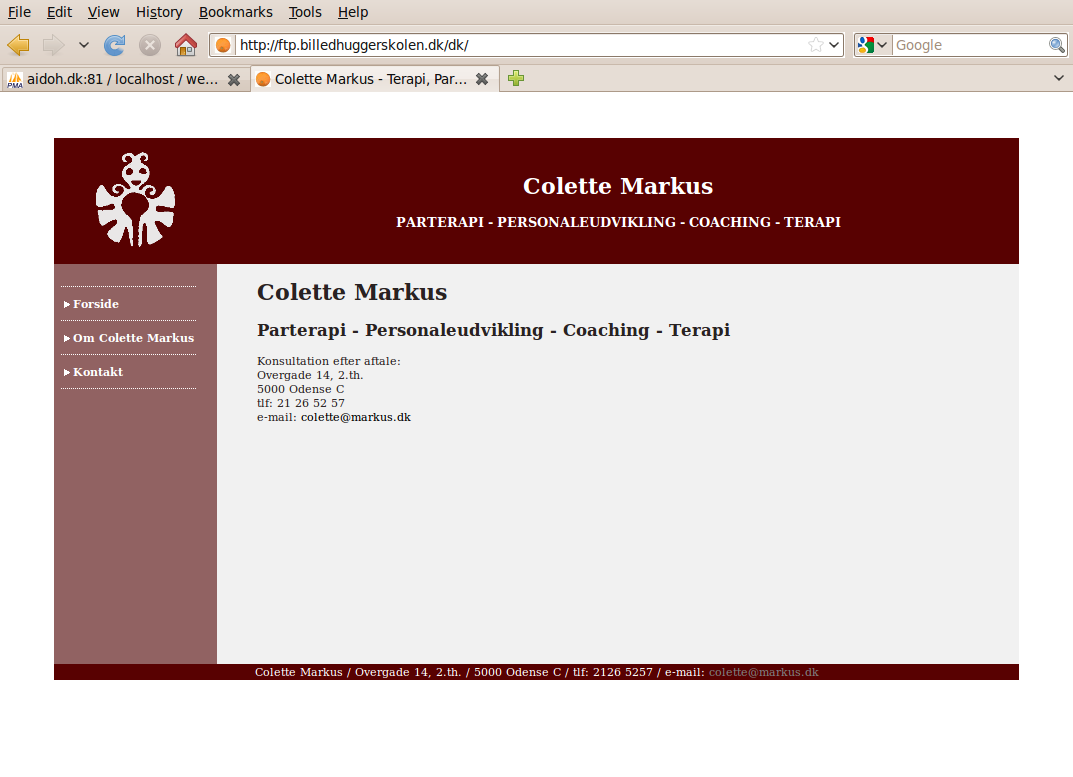 File Edit View History Bookmarks Tools Help
http://ftp.billedhuggerskolen.dk/dk/
Google
PMA
aidoh.dk:81 / localhost / we...
Colette Markus - Terapi, Par...
Colette Markus
PARTERAPI - PERSONALEUDVIKLING - COACHING - TERAPI
Forside
Om Colette Markus
Kontakt
Colette Markus
Parterapi - Personaleudvikling - Coaching - Terapi
Konsultation efter aftale:
Overgade 14, 2.th.
5000 Odense C
tlf: 21 26 52 57
e-mail: colette@markus.dk
Colette Markus / Overgade 14, 2.th. / 5000 Odense C / tlf: 2126 5257 / e-mail: colette@markus.dk